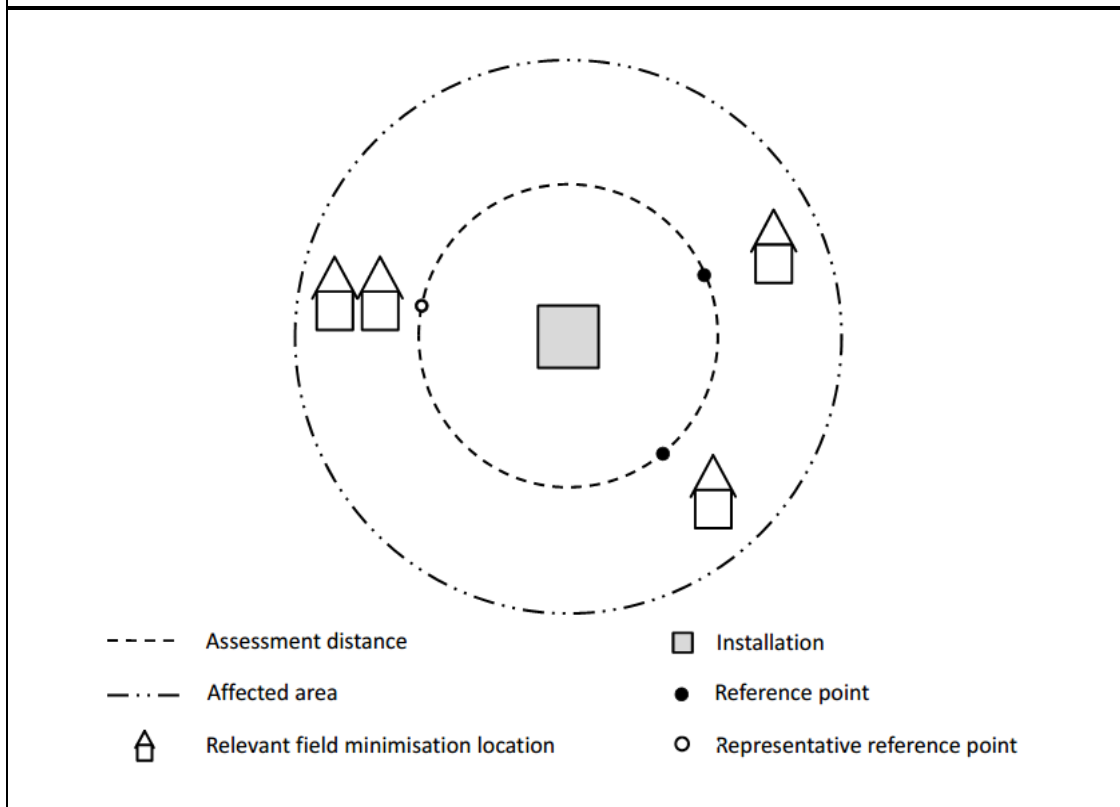 Assessment distance
Installation
Affected area
Reference point
Relevant field minimisation location
Representative reference point